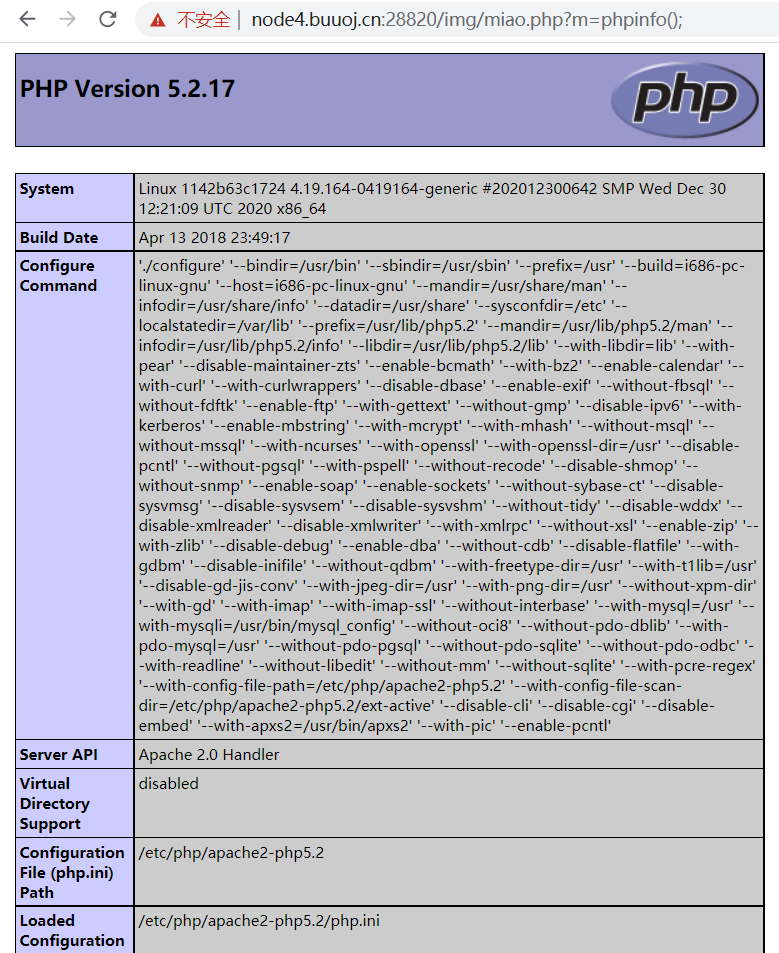 不安全 | node4.buuoj.cn:28820/img/miao.php?m=phpinfo();
PHP Version 5.2.17
php
System
Linux 1142b63c1724 4.19.164-0419164-generic #202012300642 SMP Wed Dec 30
12:21:09 UTC 2020 x86_64
Build Date
Apr 13 2018 23:49:17
Configure
Command
'./configure' '--bindir=/usr/bin' '--sbindir=/usr/sbin' '--prefix=/usr' '--build=i686-pc-
linux-gnu' '--host=i686-pc-linux-gnu' '--mandir=/usr/share/man' '--
infodir=/usr/share/info' '--datadir=/usr/share' '--sysconfdir=/etc' '--
localstatedir=/var/lib' '--prefix=/usr/lib/php5.2' '--mandir=/usr/lib/php5.2/man' '--
infodir=/usr/lib/php5.2/info' '--libdir=/usr/lib/php5.2/lib' '--with-libdir=lib' '--with-
pear' '--disable-maintainer-zts' '--enable-bcmath' '--with-bz2' '--enable-calendar' '--
with-curl' '--with-curlwrappers' '--disable-dbase' '--enable-exif' '--without-fbsql' '--
without-fdftk' '--enable-ftp' '--with-gettext' '--without-gmp' '--disable-ipv6' '--with-
kerberos' '--enable-mbstring' '--with-mcrypt' '--with-mhash' '--without-msql' '--
without-mssql' '--with-ncurses' '--with-openssl' '--with-openssl-dir=/usr' '--disable-
pcntl' '--without-pgsql' '--with-pspell' '--without-recode' '--disable-shmop' '--
without-snmp' '--enable-soap' '--enable-sockets' '--without-sybase-ct' '--disable-
sysvmsg' '--disable-sysvsem' '--disable-sysvshm' '--without-tidy' '--disable-wddx' '--
disable-xmlreader' '--disable-xmlwriter' '--with-xmlrpc' '--without-xsl' '--enable-zip' '--
with-zlib' '--disable-debug' '--enable-dba' '--without-cdb' '--disable-flatfile' '--with-
gdbm' '--disable-inifile' '--without-qdbm' '--with-freetype-dir=/usr' '--with-t1lib=/usr'
'--disable-gd-jis-conv' '--with-jpeg-dir=/usr' '--with-png-dir=/usr' '--without-xpm-dir'
'--with-gd' '--with-imap' '--with-imap-ssl' '--without-interbase' '--with-mysql=/usr' '--
with-mysqli=/usr/bin/mysql_config' '--without-oci8' '--without-pdo-dblib' '--with-
pdo-mysql=/usr' '--without-pdo-pgsql' '--without-pdo-sqlite' '--without-pdo-odbc' '-
-with-readline' '--without-libedit' '--without-mm' '--without-sqlite' '--with-pcre-regex'
'--with-config-file-path=/etc/php/apache2-php5.2' '--with-config-file-scan-
dir=/etc/php/apache2-php5.2/ext-active' '--disable-cli' '--disable-cgi' '--disable-
embed' '--with-apxs2=/usr/bin/apxs2' '--with-pic' '--enable-pcntl'
Server API
Apache 2.0 Handler
Virtual
Directory
Support
disabled
Configuration
File (php.ini)
Path
/etc/php/apache2-php5.2
Loaded
Configuration
/etc/php/apache2-php5.2/php.ini